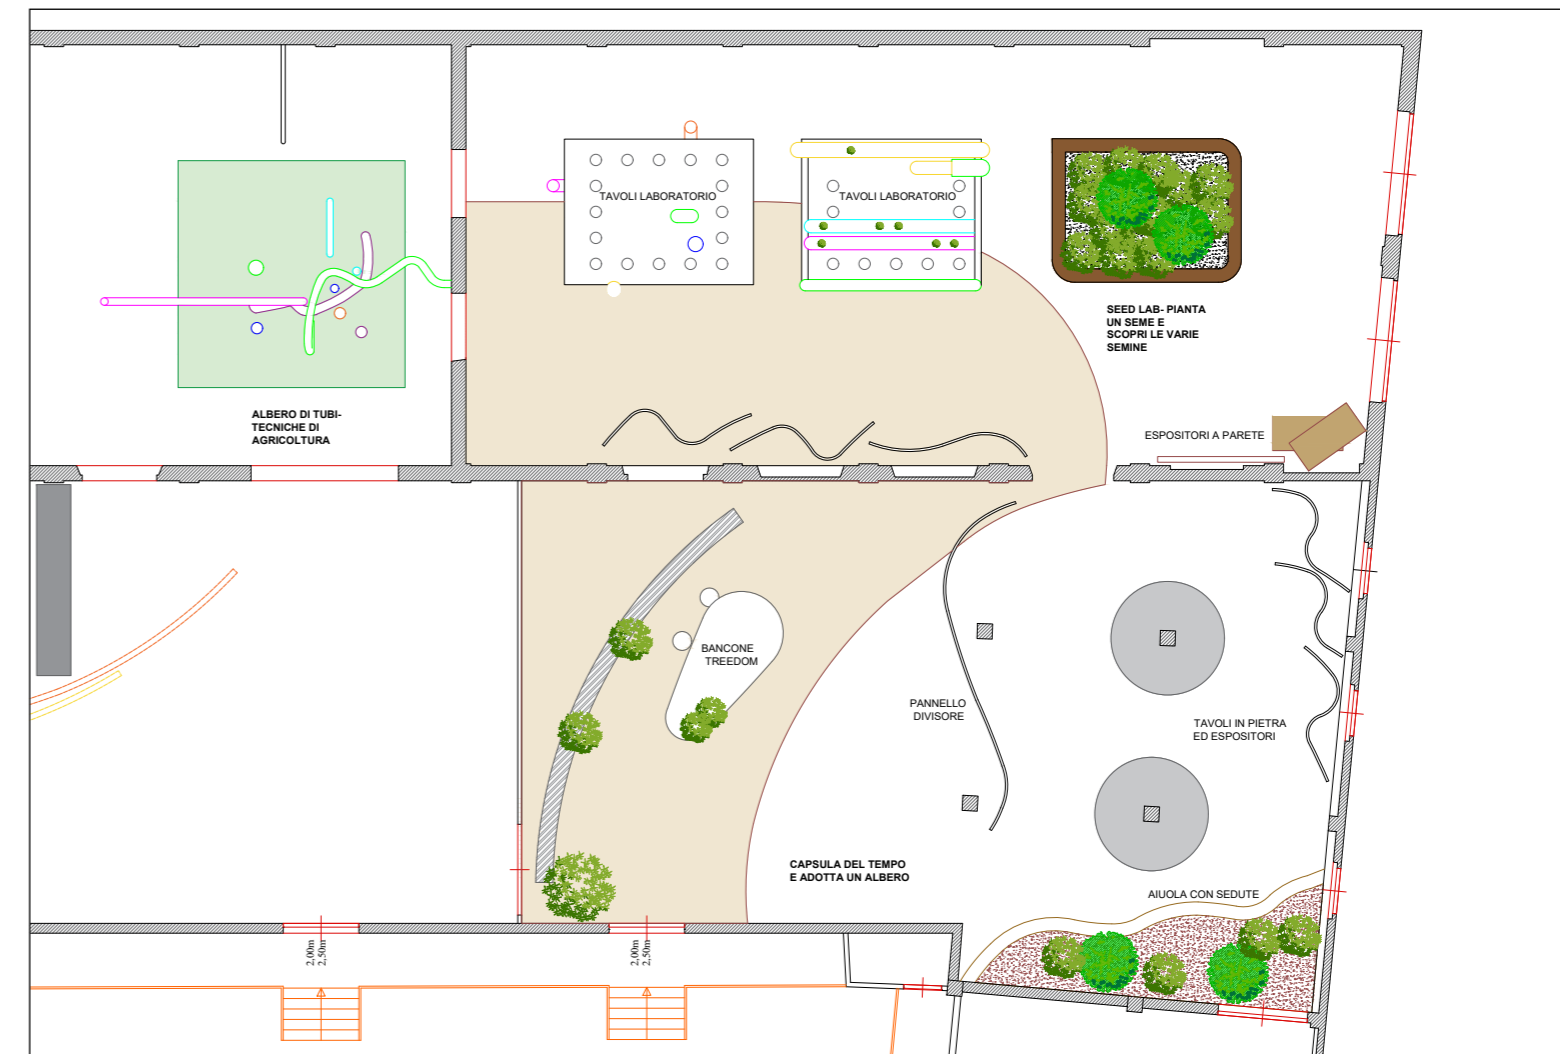 TAVOLI LABORATORIO
TAVOLI LABORATORIO
SEED LAB- PIANTA
UN SEME E
SCOPRI LE VARIE
SEMINE
ALBERO DI TUBI-
TECNICHE DI
AGRICOLTURA
ESPOSITORI A PARETE
BANCONE
TREEDOM
PANNELLO
DIVISORE
TAVOLI IN PIETRA
ED ESPOSITORI
CAPSULA DEL TEMPO
E ADOTTA UN ALBERO
AIUOLA CON SEDUTE
2,00m
2,50m
2,00m
2,50m